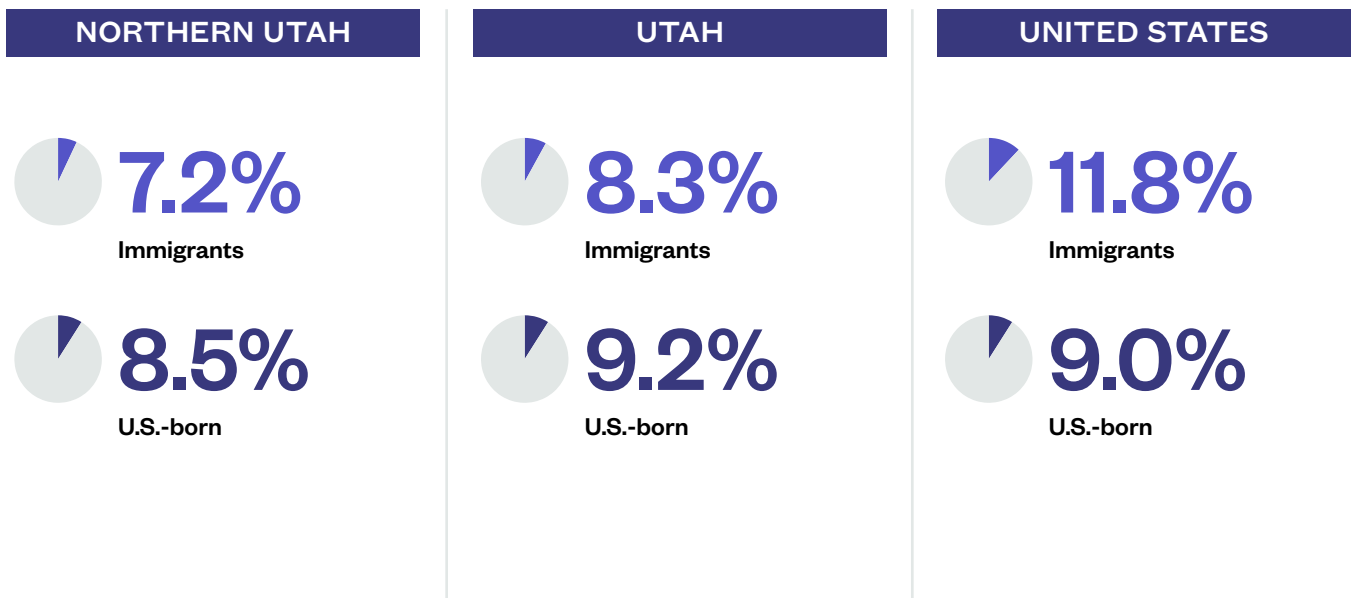 NORTHERN UTAH
7.2%
Immigrants
8.5%
U.S.-born
UTAH
8.3%
Immigrants
9.2%
U.S.-born
UNITED STATES
11.8%
Immigrants
9.0%
U.S.-born